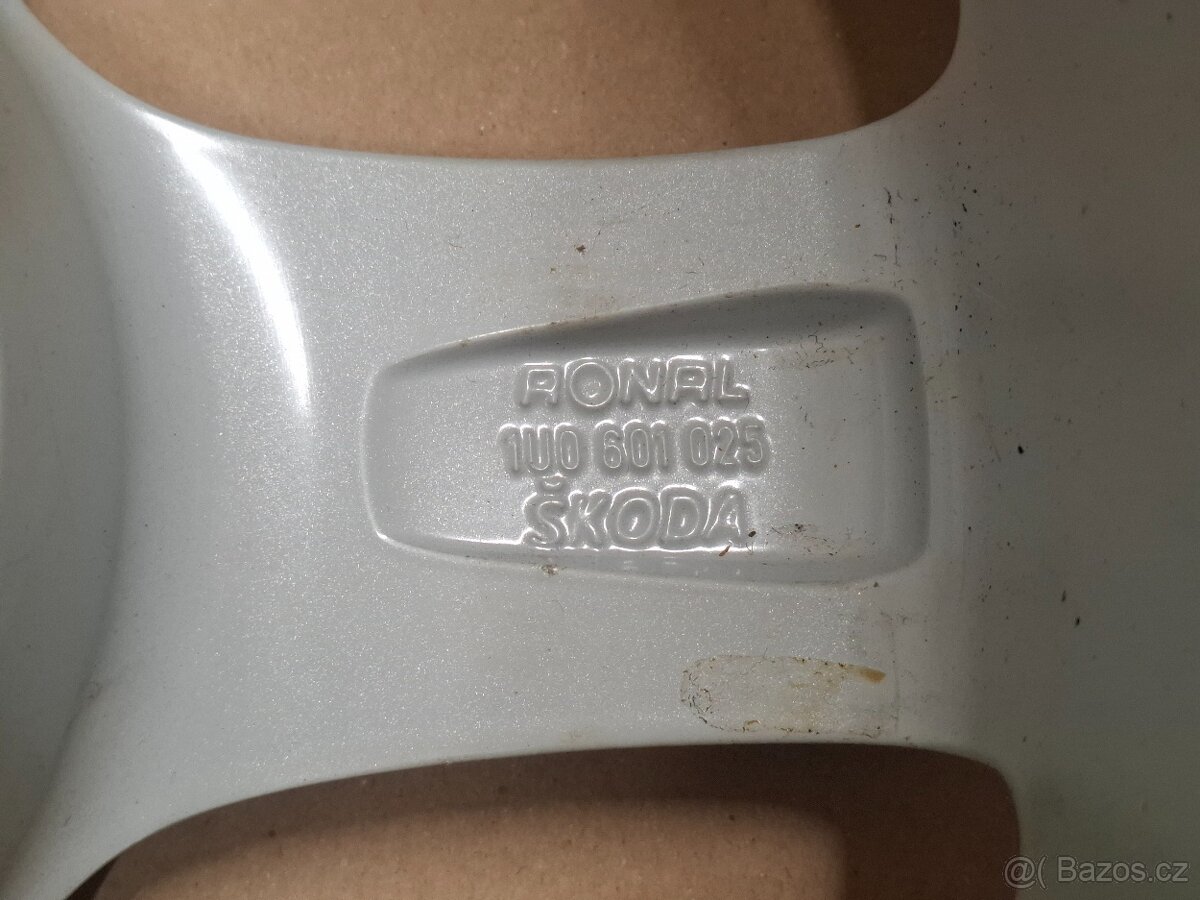 RONAL
1U0 601 025
ŠKODA
@( Bazos.cz